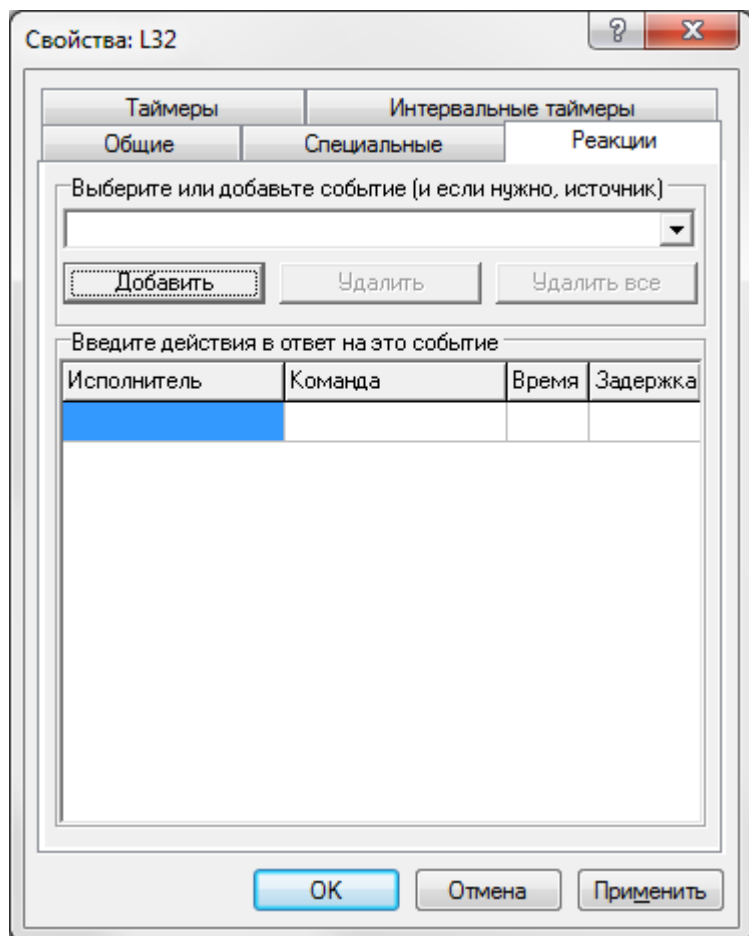 Свойства: L32
Таймеры Интервальные таймеры
Общие Специальные Реакции
Выберите или добавьте событие (и если нужно, источник)
Добавить Удалить Удалить все
Введите действия в ответ на это событие
Исполнитель Команда Время Задержка
OK Отмена Применить